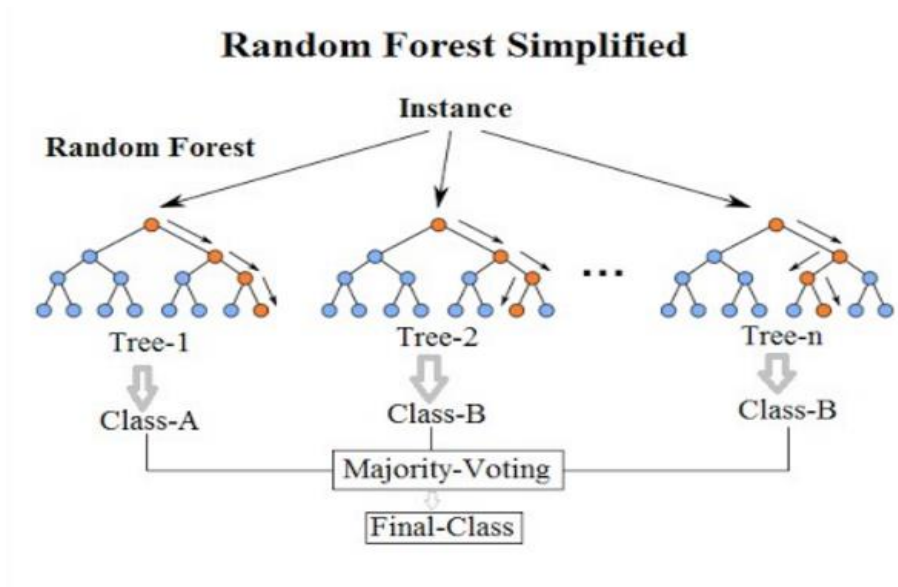 Random Forest Simplified
Instance
Random Forest
...
Tree-1
Tree-2
Tree-n
Class-A
Class-B
Class-B
Majority-Voting
Final-Class